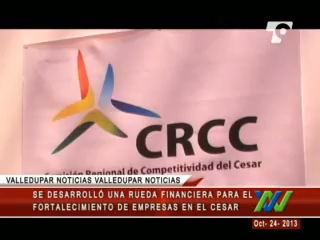 CRCC
Comisión Regional de Competitividad del Cesar
VALLEDUPAR NOTICIAS VALLEDUPAR NOTICIAS
SE DESARROLLÓ UNA RUEDA FINANCIERA PARA EL
FORTALECIMIENTO DE EMPRESAS EN EL CESAR
Oct- 24- 2013